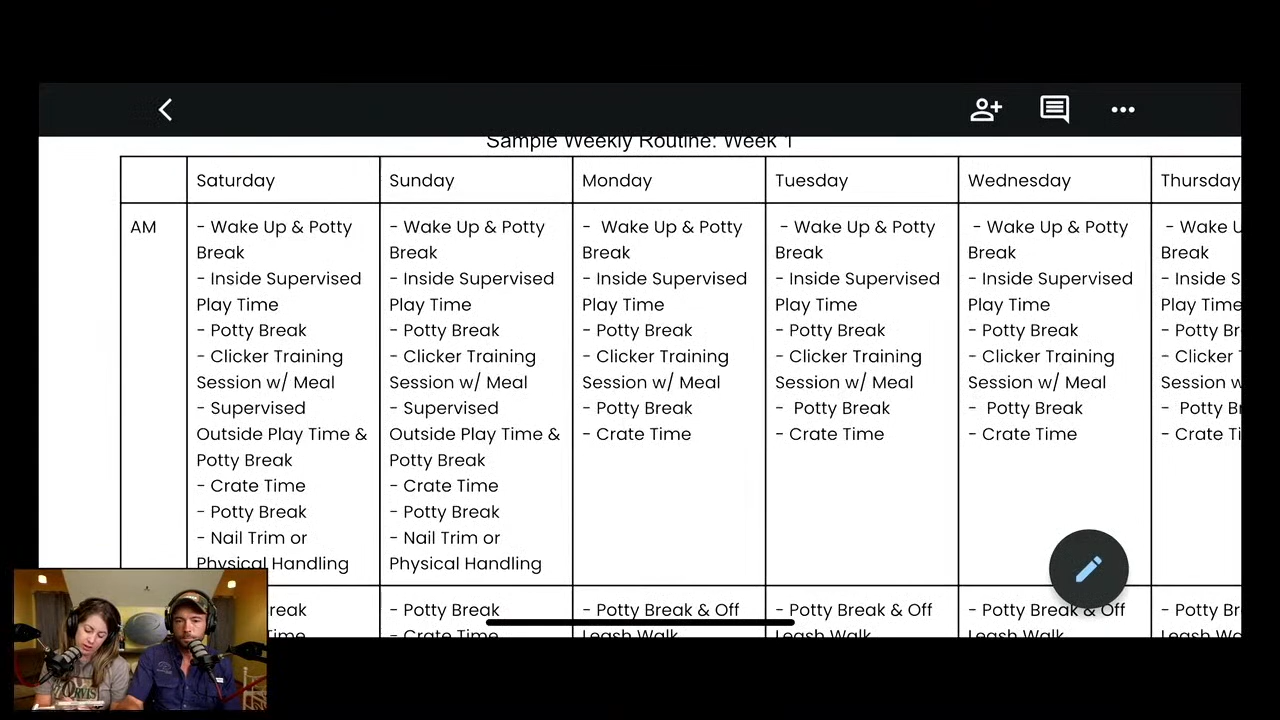 Sample Weekly Routine: Week 1
Saturday Sunday Monday Tuesday Wednesday Thursday
AM
- Wake Up & Potty
Break
- Inside Supervised
Play Time
- Potty Break
- Clicker Training
Session w/ Meal
- Supervised
Outside Play Time &
Potty Break
- Crate Time
- Potty Break
- Nail Trim or
Physical Handling
- Wake Up & Potty
Break
- Inside Supervised
Play Time
- Potty Break
- Clicker Training
Session w/ Meal
- Supervised
Outside Play Time &
Potty Break
- Crate Time
- Potty Break
- Nail Trim or
Physical Handling
- Wake Up & Potty
Break
- Inside Supervised
Play Time
- Potty Break
- Clicker Training
Session w/ Meal
- Potty Break
- Crate Time
- Wake Up & Potty
Break
- Inside Supervised
Play Time
- Potty Break
- Clicker Training
Session w/ Meal
- Potty Break
- Crate Time
- Wake Up & Potty
Break
- Inside Supervised
Play Time
- Potty Break
- Clicker Training
Session w/ Meal
- Potty Break
- Crate Time
- Wake U
Break
- Inside S
Play Time
- Potty Br
- Clicker T
Session w
- Potty Br
- Crate Ti
reak
Time
- Potty Break
- Crate Time
- Potty Break & Off
Leash Walk
- Potty Break & Off
Leash Walk
- Potty Break & Off
Leash Walk
- Potty Br
Leash Wa
ORVIS